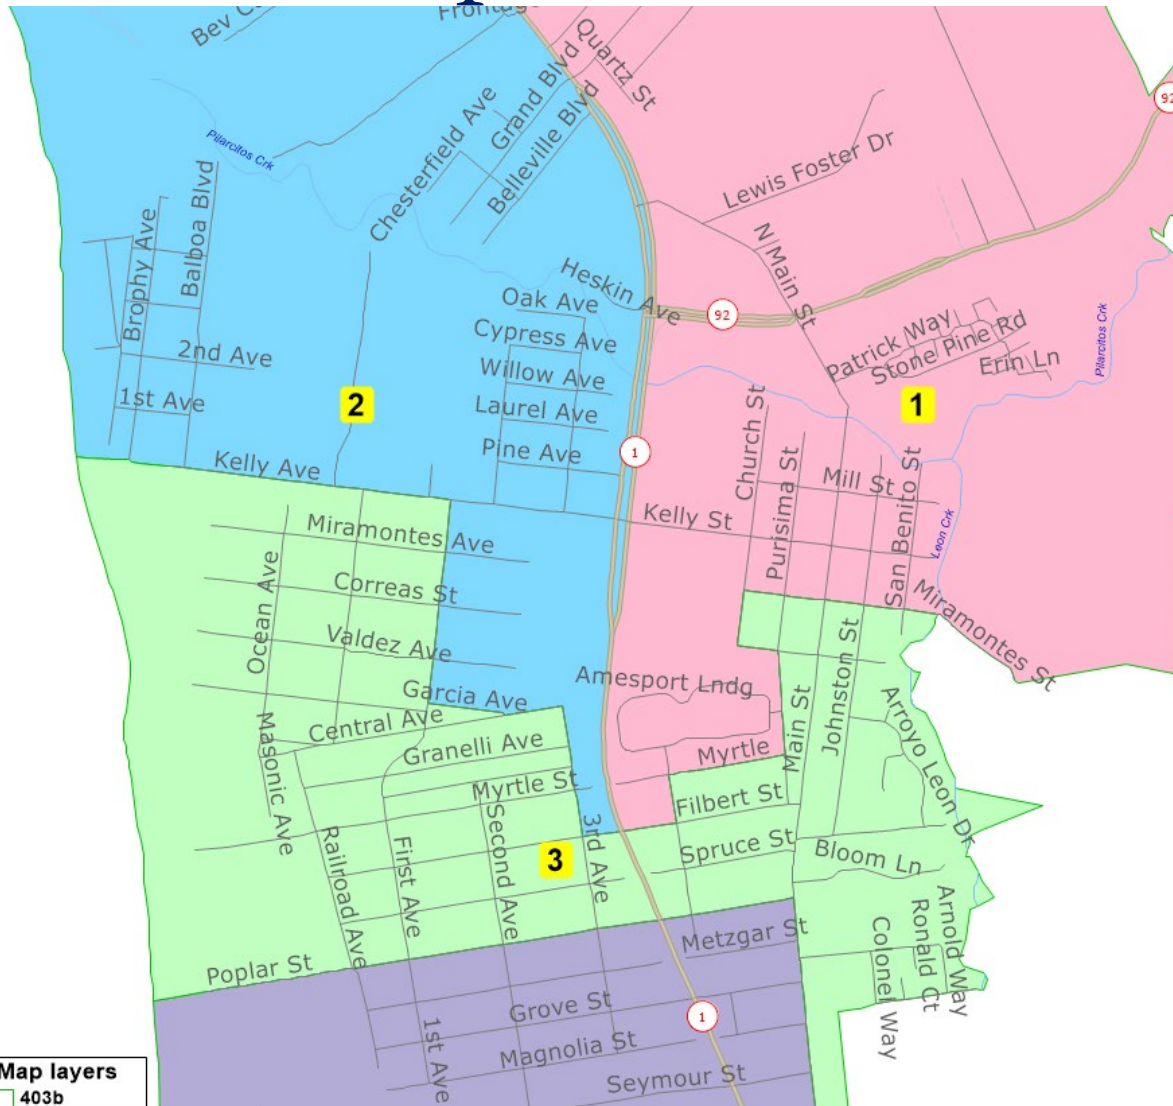 Quartz St
Grand Blvd
Chesterfield Ave
Belleville Blvd
92
Pilarcitos Crk
Lewis Foster Dr
Balboa Blvd
Brophy Ave
N Main St
Heskin Ave
Oak Ave
92
Cypress Ave
Patrick Way
Stone Pine Rd
Erin Ln
Pilarcitos Crk
2nd Ave
Willow Ave
1st Ave
2
Laurel Ave
1
Church St
Pine Ave
1
Kelly Ave
Purisima St
Mill St
San Benito St
Kelly St
Miramontes Ave
Leon Crk
Ocean Ave
Correas St
Miramontes St
Valdez Ave
Johnston St
Garcia Ave
Amesport Lndg
Central Ave
Main St
Arroyo Leon Dr
Masonic Ave
Granelli Ave
Myrtle
Myrtle St
Filbert St
Second Ave
3rd Ave
Railroad Ave
First Ave
3
Spruce St
Bloom Ln
Arnold Way
Ronald Ct
Colonel Way
Metzgar St
Poplar St
Grove St
1
1st Ave
Magnolia St
Seymour St
Map layers
403b